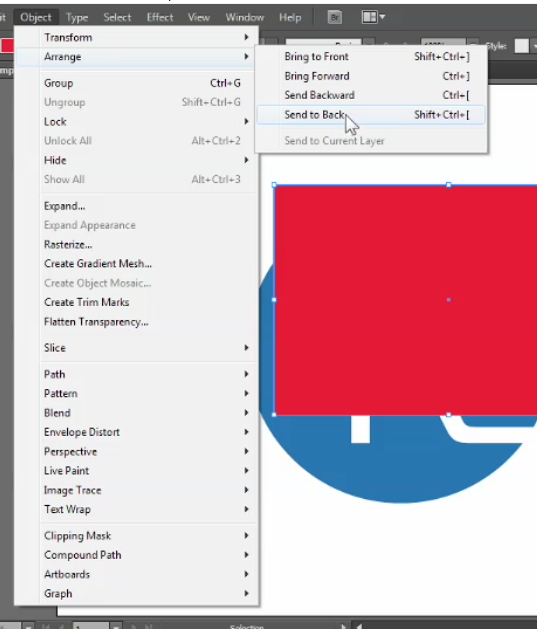 Object Type Select Effect View Window Help Br
Transform
Arrange
Group Ctrl+G
Ungroup Shift+Ctrl+G
Lock
Unlock All Alt+Ctrl+2
Hide
Show All Alt+Ctrl+3
Expand...
Expand Appearance
Rasterize...
Create Gradient Mesh...
Create Object Mosaic...
Create Trim Marks
Flatten Transparency...
Slice
Path
Pattern
Blend
Envelope Distort
Perspective
Live Paint
Image Trace
Text Wrap
Clipping Mask
Compound Path
Artboards
Graph
Style:
Bring to Front Shift+Ctrl+]
Bring Forward Ctrl+]
Send Backward Ctrl+[
Send to Back Shift+Ctrl+[
Send to Current Layer
1 Selection